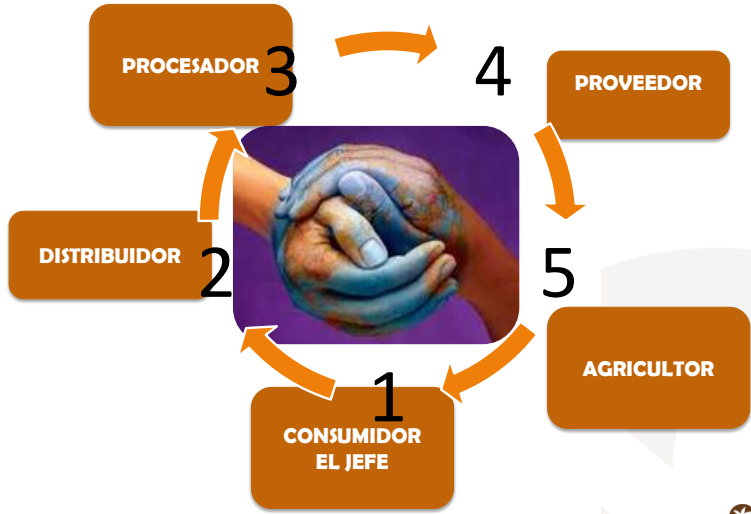 PROCESADOR 3
4
PROVEEDOR
DISTRIBUIDOR 2
5
AGRICULTOR
1
CONSUMIDOR
EL JEFE